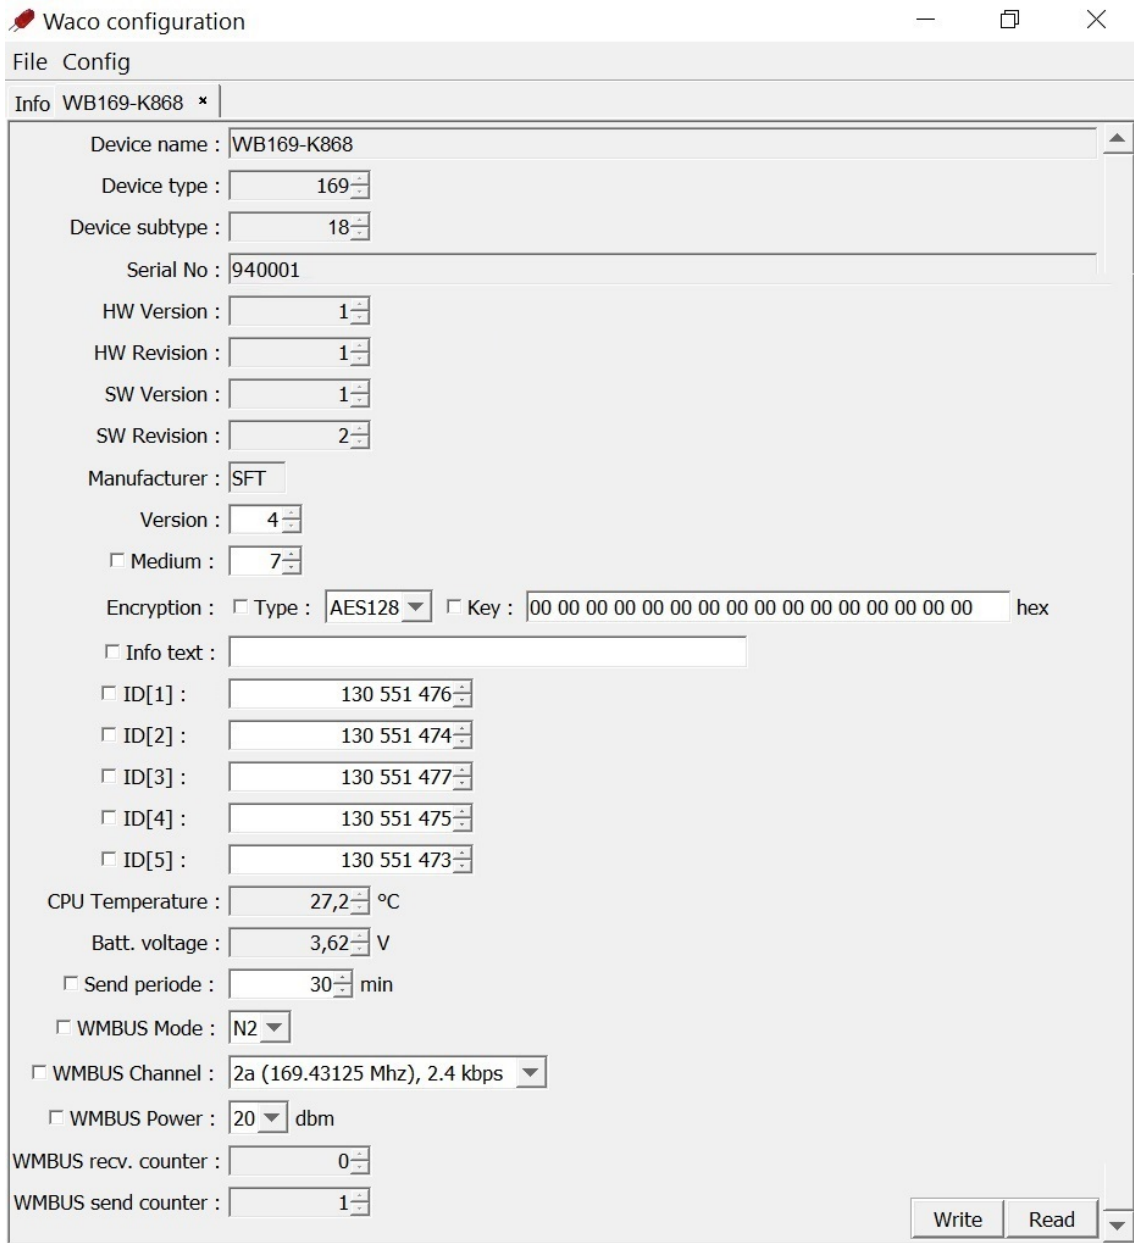 Waco configuration
File Config
Info WB169-K868 ×
Device name : WB169-K868
Device type : 169
Device subtype : 18
Serial No : 940001
HW Version : 1
HW Revision : 1
SW Version : 1
SW Revision : 2
Manufacturer : SFT
Version : 4
Medium : 7
Encryption : Type : AES128 Key : 00 00 00 00 00 00 00 00 00 00 00 00 00 00 00 00 hex
Info text :
ID[1] : 130 551 476
ID[2] : 130 551 474
ID[3] : 130 551 477
ID[4] : 130 551 475
ID[5] : 130 551 473
CPU Temperature : 27,2 °C
Batt. voltage : 3,62 V
Send periode : 30 min
WMBUS Mode : N2
WMBUS Channel : 2a (169.43125 Mhz), 2.4 kbps
WMBUS Power : 20 dbm
WMBUS recv. counter : 0
WMBUS send counter : 1
Write Read